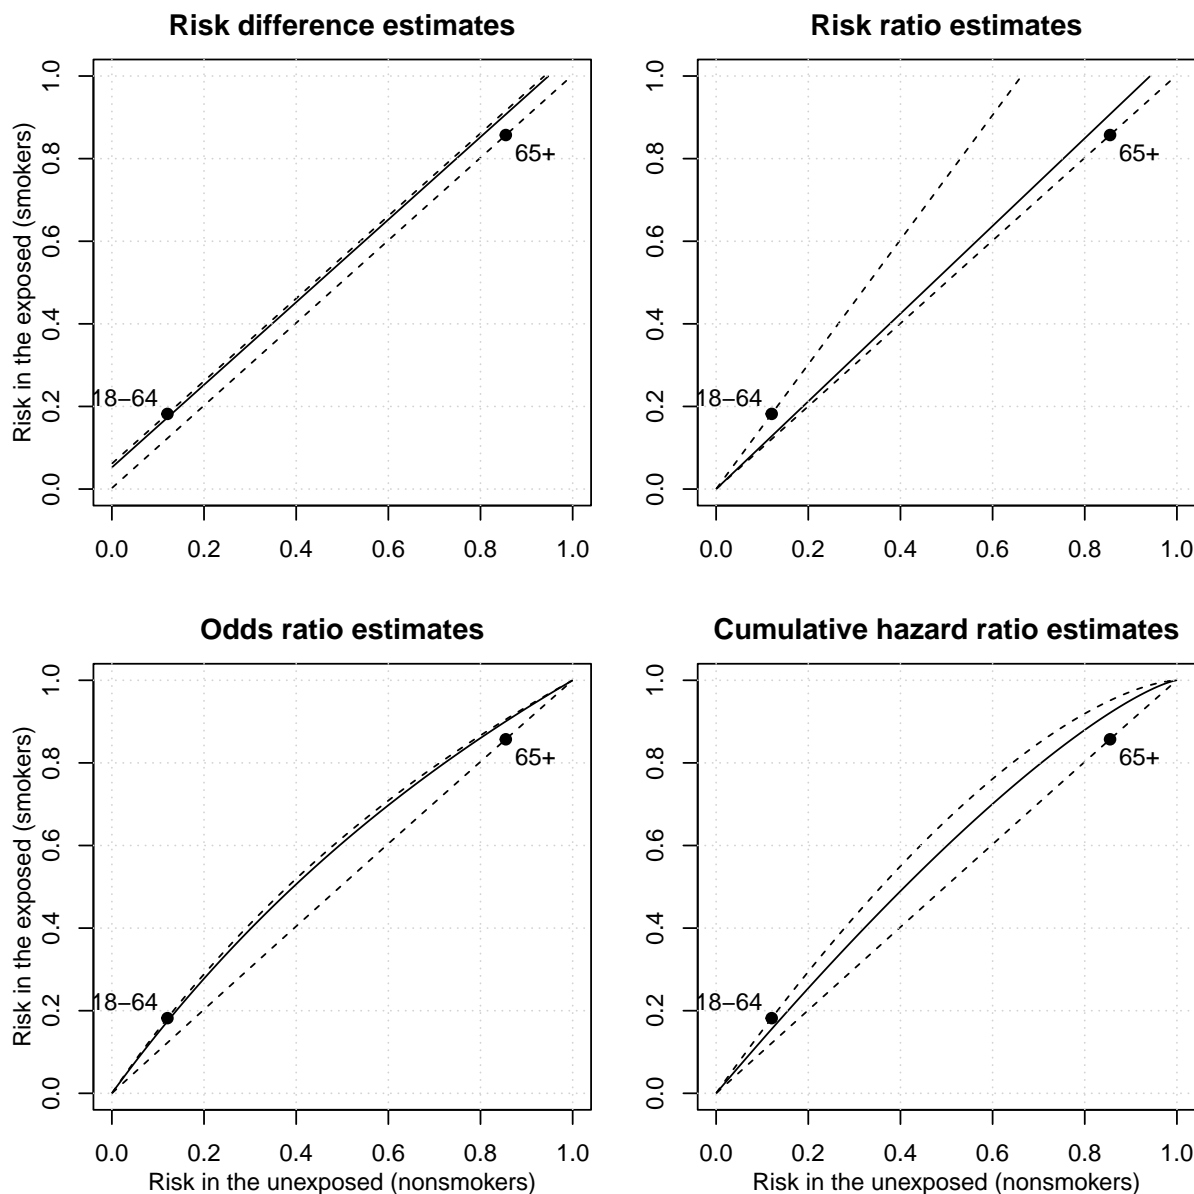 Risk difference estimates
Risk in the exposed (smokers)
1.0
0.8
0.6
0.4
0.2
0.0
18−64
65+
0.0 0.2 0.4 0.6 0.8 1.0
Risk ratio estimates
1.0
0.8
0.6
0.4
0.2
0.0
18−64
65+
0.0 0.2 0.4 0.6 0.8 1.0
Odds ratio estimates
Risk in the exposed (smokers)
1.0
0.8
0.6
0.4
0.2
0.0
65+
18−64
0.0 0.2 0.4 0.6 0.8 1.0
Risk in the unexposed (nonsmokers)
Cumulative hazard ratio estimates
1.0
0.8
0.6
0.4
0.2
0.0
65+
18−64
0.0 0.2 0.4 0.6 0.8 1.0
Risk in the unexposed (nonsmokers)